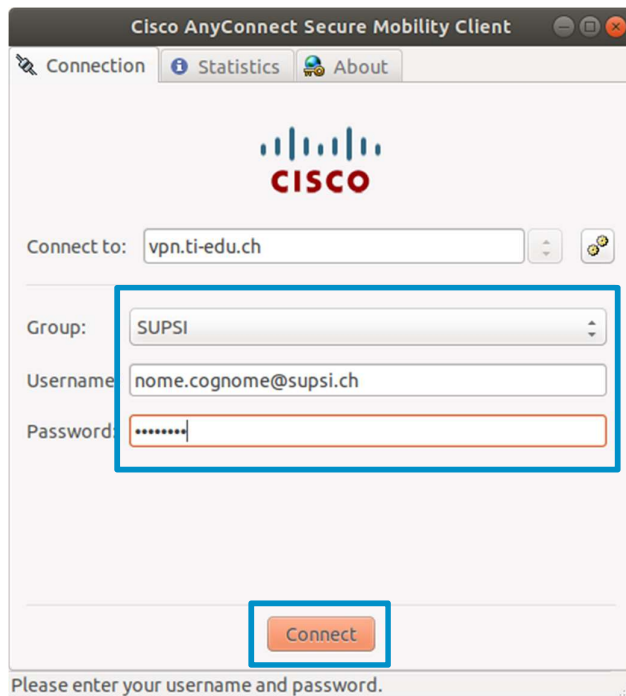 Cisco AnyConnect Secure Mobility Client
Connection Statistics About
CISCO
Connect to: vpn.ti-edu.ch
Group: SUPSI
Username nome.cognome@supsi.ch
Password: ••••••••
Connect
Please enter your username and password.